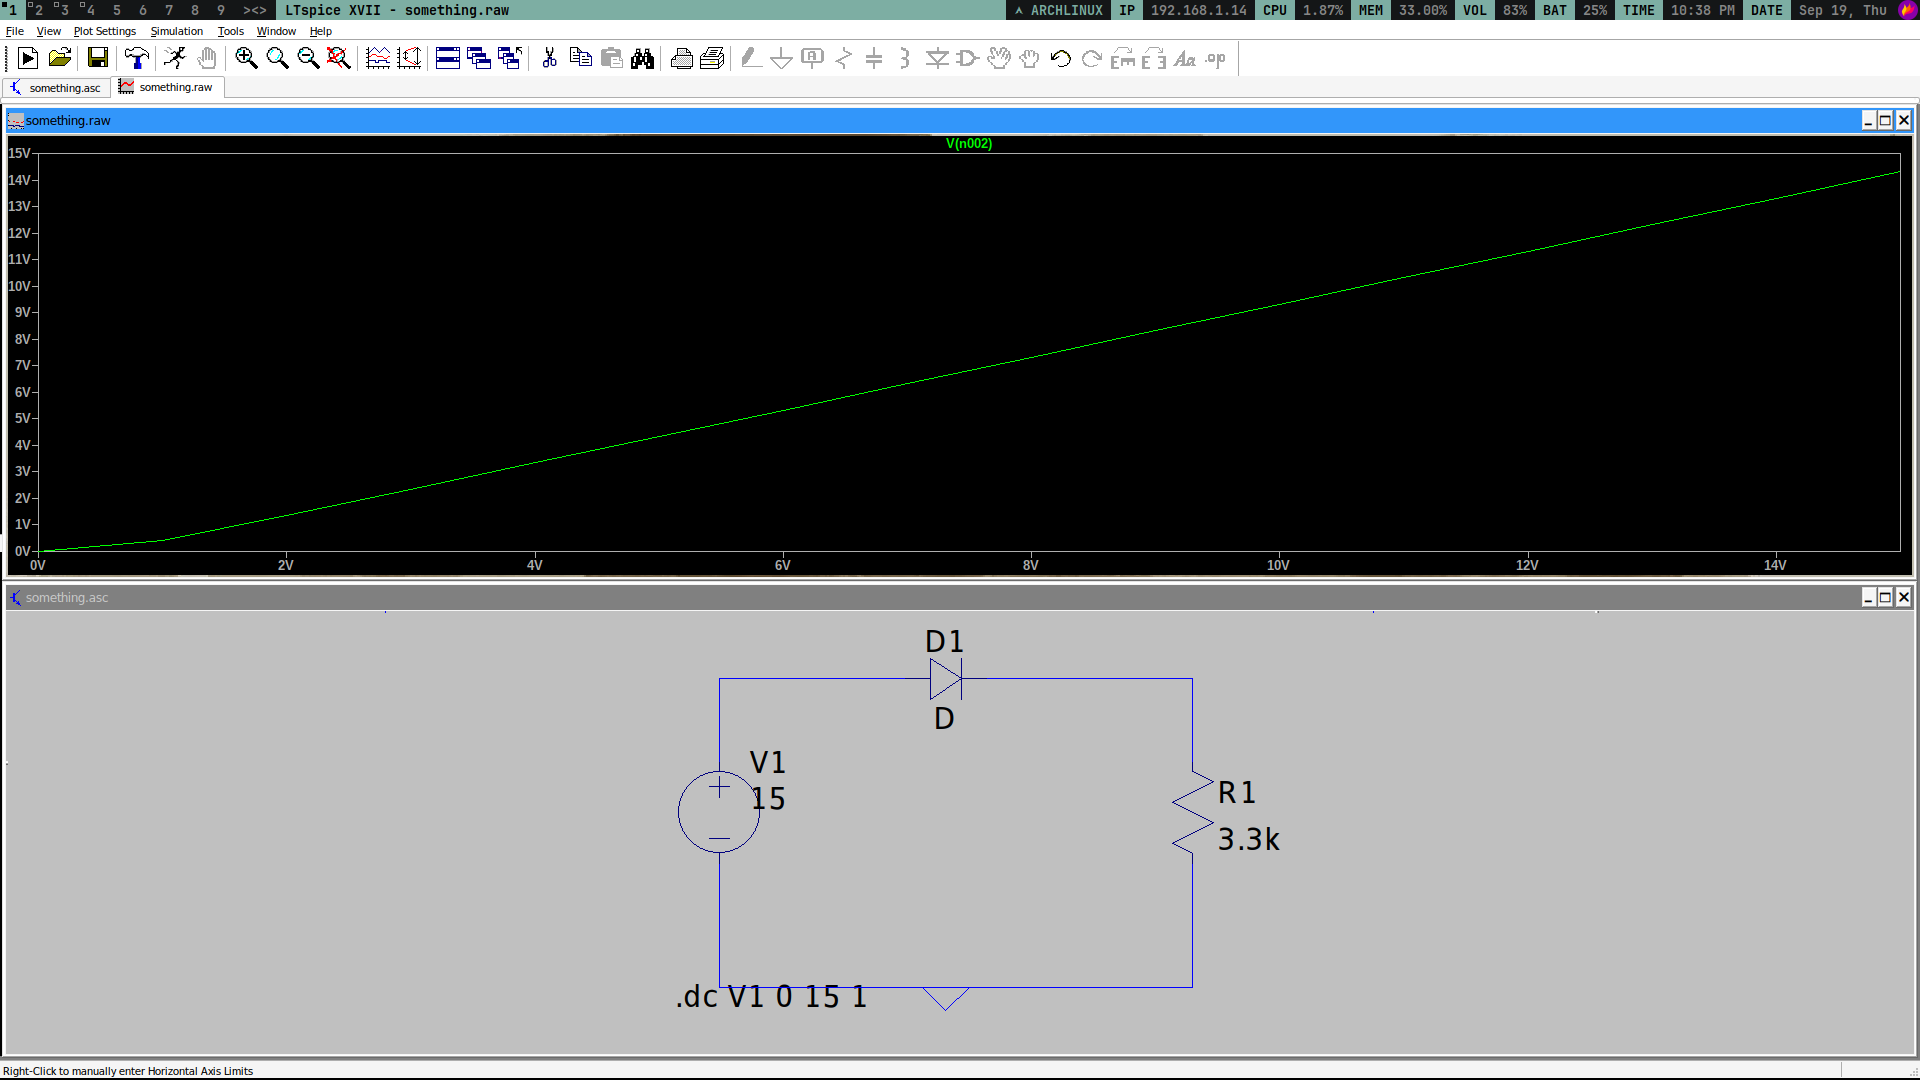 1 2 3 4 5 6 7 8 9 ><> LTspice XVII - something.raw ARCHLINUX IP 192.168.1.14 CPU 1.87% MEM 33.00% VOL 83% BAT 25% TIME 10:38 PM DATE Sep 19, Thu
File View Plot Settings Simulation Tools Window Help
A Aa .op
something.asc something.raw
something.raw
V(n002)
15V
14V
13V
12V
11V
10V
9V
8V
7V
6V
5V
4V
3V
2V
1V
0V
0V 2V 4V 6V 8V 10V 12V 14V
something.asc
D1
D
V1
15
R1
3.3k
.dc V1 0 15 1
Right-Click to manually enter Horizontal Axis Limits